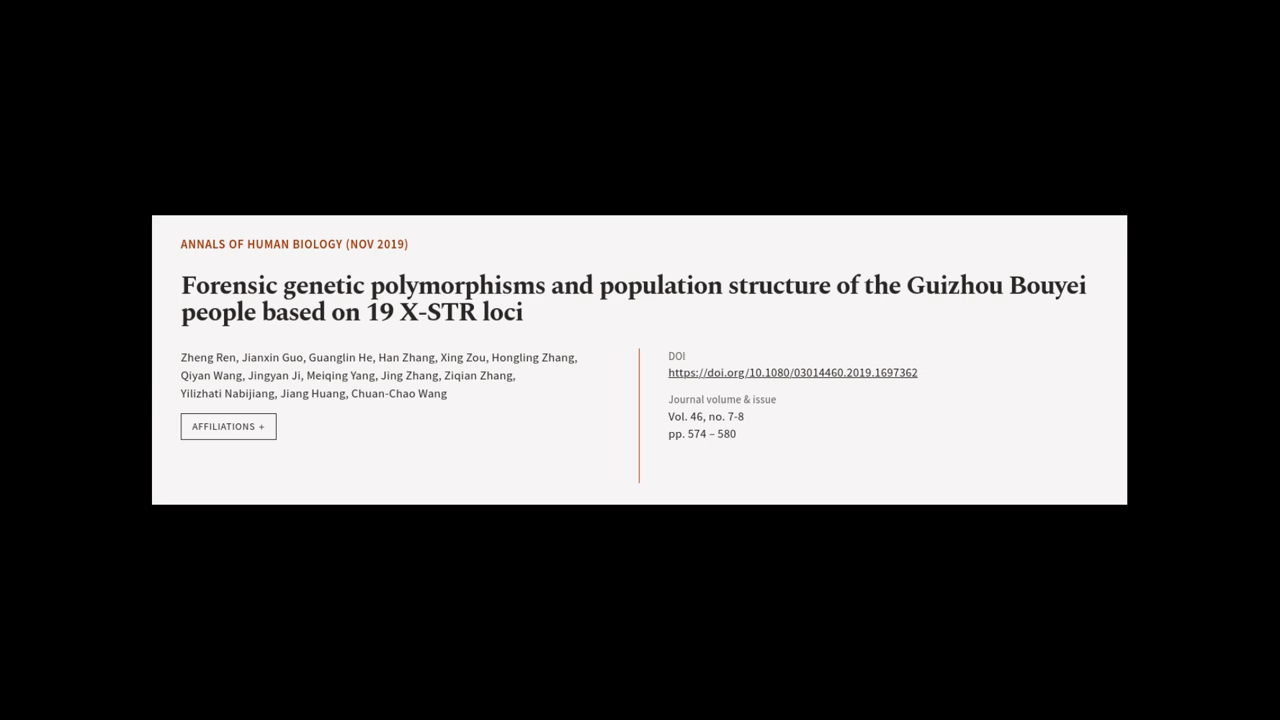 ANNALS OF HUMAN BIOLOGY (NOV 2019)
Forensic genetic polymorphisms and population structure of the Guizhou Bouyei
people based on 19 X-STR loci
Zheng Ren, Jianxin Guo, Guanglin He, Han Zhang, Xing Zou, Hongling Zhang,
Qiyan Wang, Jingyan Ji, Meiqing Yang, Jing Zhang, Ziqian Zhang,
Yilizhati Nabijiang, Jiang Huang, Chuan-Chao Wang
AFFILIATIONS +
DOI
https://doi.org/10.1080/03014460.2019.1697362
Journal volume & issue
Vol. 46, no. 7-8
pp. 574 – 580